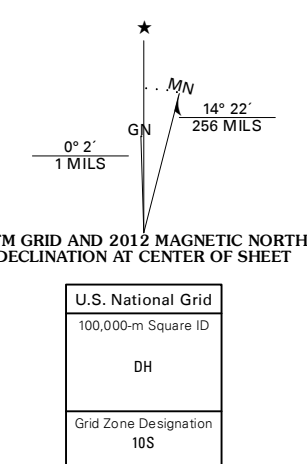 ★
MN
GN
14° 22´
256 MILS
0° 2´
1 MILS
TM GRID AND 2012 MAGNETIC NORTH
DECLINATION AT CENTER OF SHEET
U.S. National Grid
100,000-m Square ID
DH
Grid Zone Designation
10S